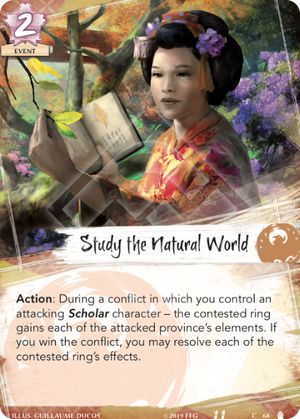 2
EVENT
Study the Natural World
Action: During a conflict in which you control an
attacking Scholar character – the contested ring
gains each of the attacked province's elements. If
you win the conflict, you may resolve each of the
contested ring's effects.
ILLUS. GUILLAUME DUCOS
© 2019 FFG
C
68